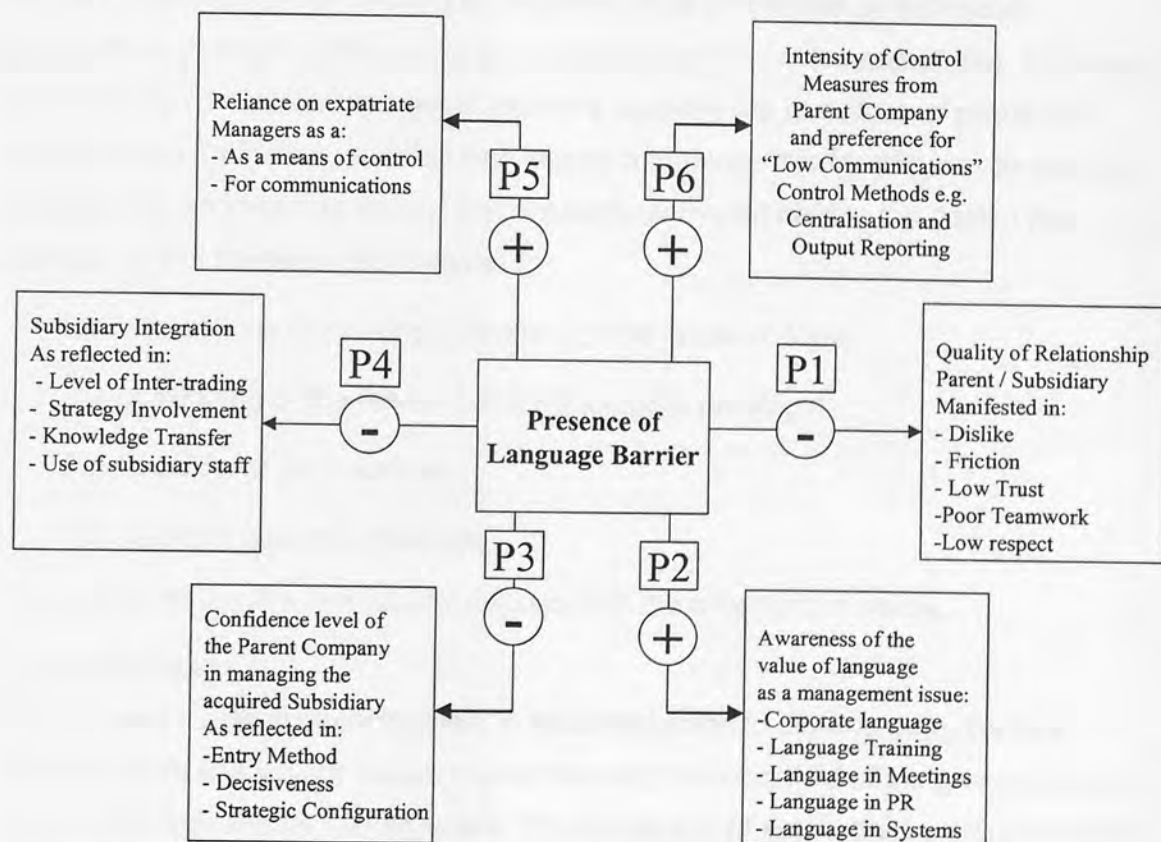 Reliance on expatriate
Managers as a:
- As a means of control
- For communications
P5
+
Intensity of Control
Measures from
Parent Company
and preference for
“Low Communications”
Control Methods e.g.
Centralisation and
Output Reporting
P6
+
Subsidiary Integration
As reflected in:
- Level of Inter-trading
- Strategy Involvement
- Knowledge Transfer
- Use of subsidiary staff
P4
-
Presence of
Language Barrier
P1
-
Quality of Relationship
Parent / Subsidiary
Manifested in:
- Dislike
- Friction
- Low Trust
-Poor Teamwork
-Low respect
P3
-
Confidence level of
the Parent Company
in managing the
acquired Subsidiary
As reflected in:
-Entry Method
- Decisiveness
- Strategic Configuration
P2
+
Awareness of the
value of language
as a management issue:
-Corporate language
- Language Training
- Language in Meetings
- Language in PR
- Language in Systems